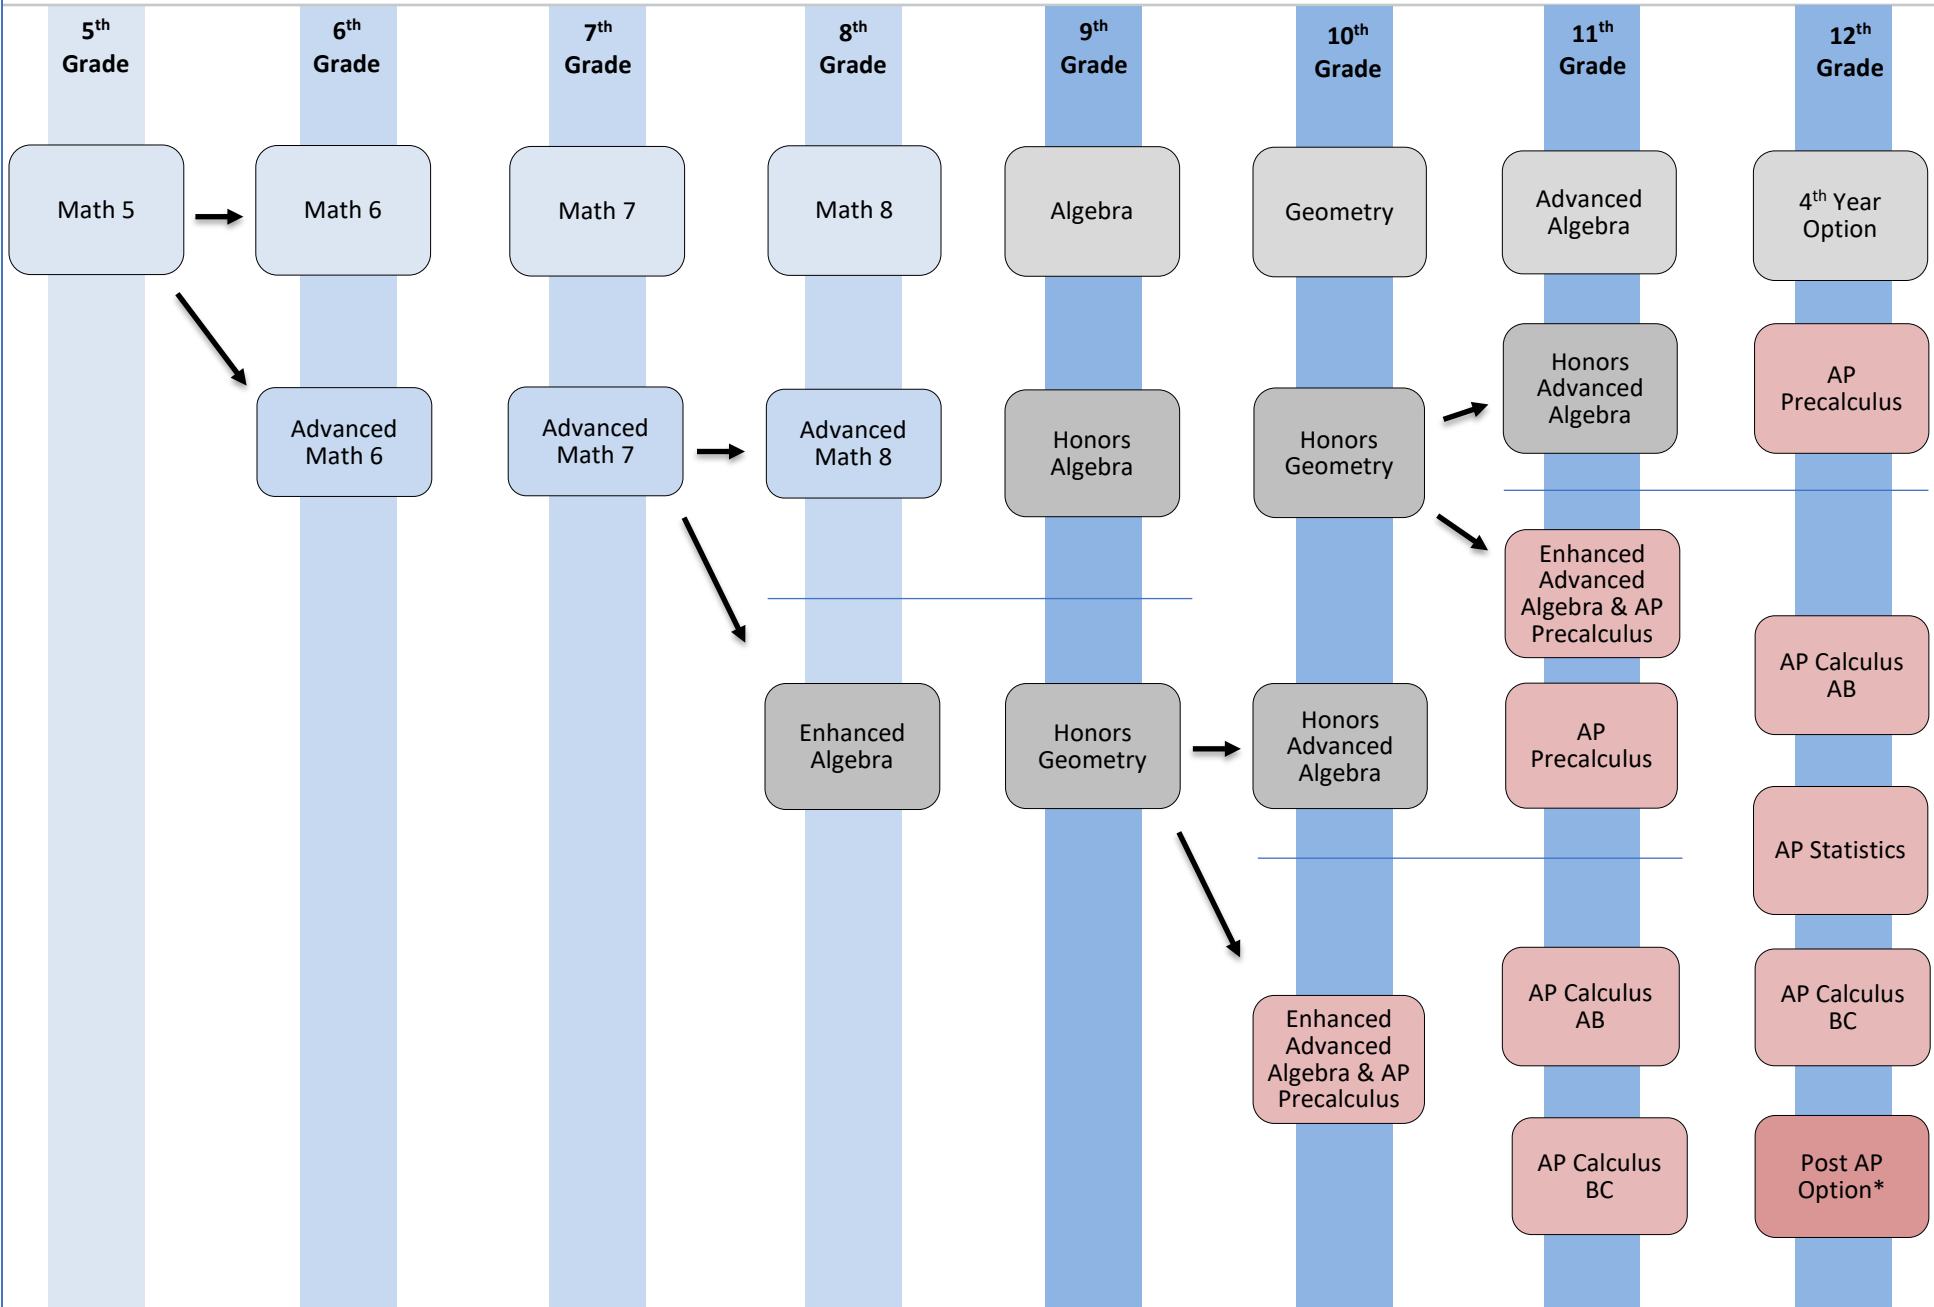 5th
Grade
6th
Grade
7th
Grade
8th
Grade
9th
Grade
10th
Grade
11th
Grade
12th
Grade
Math 5
Math 6
Math 7
Math 8
Algebra
Geometry
Advanced
Algebra
4th Year
Option
Advanced
Math 6
Advanced
Math 7
Advanced
Math 8
Honors
Algebra
Honors
Geometry
Honors
Advanced
Algebra
AP
Precalculus
Enhanced
Advanced
Algebra & AP
Precalculus
Enhanced
Algebra
Honors
Geometry
Honors
Advanced
Algebra
AP
Precalculus
AP Calculus
AB
AP Statistics
Enhanced
Advanced
Algebra & AP
Precalculus
AP Calculus
AB
AP Calculus
BC
AP Calculus
BC
Post AP
Option*